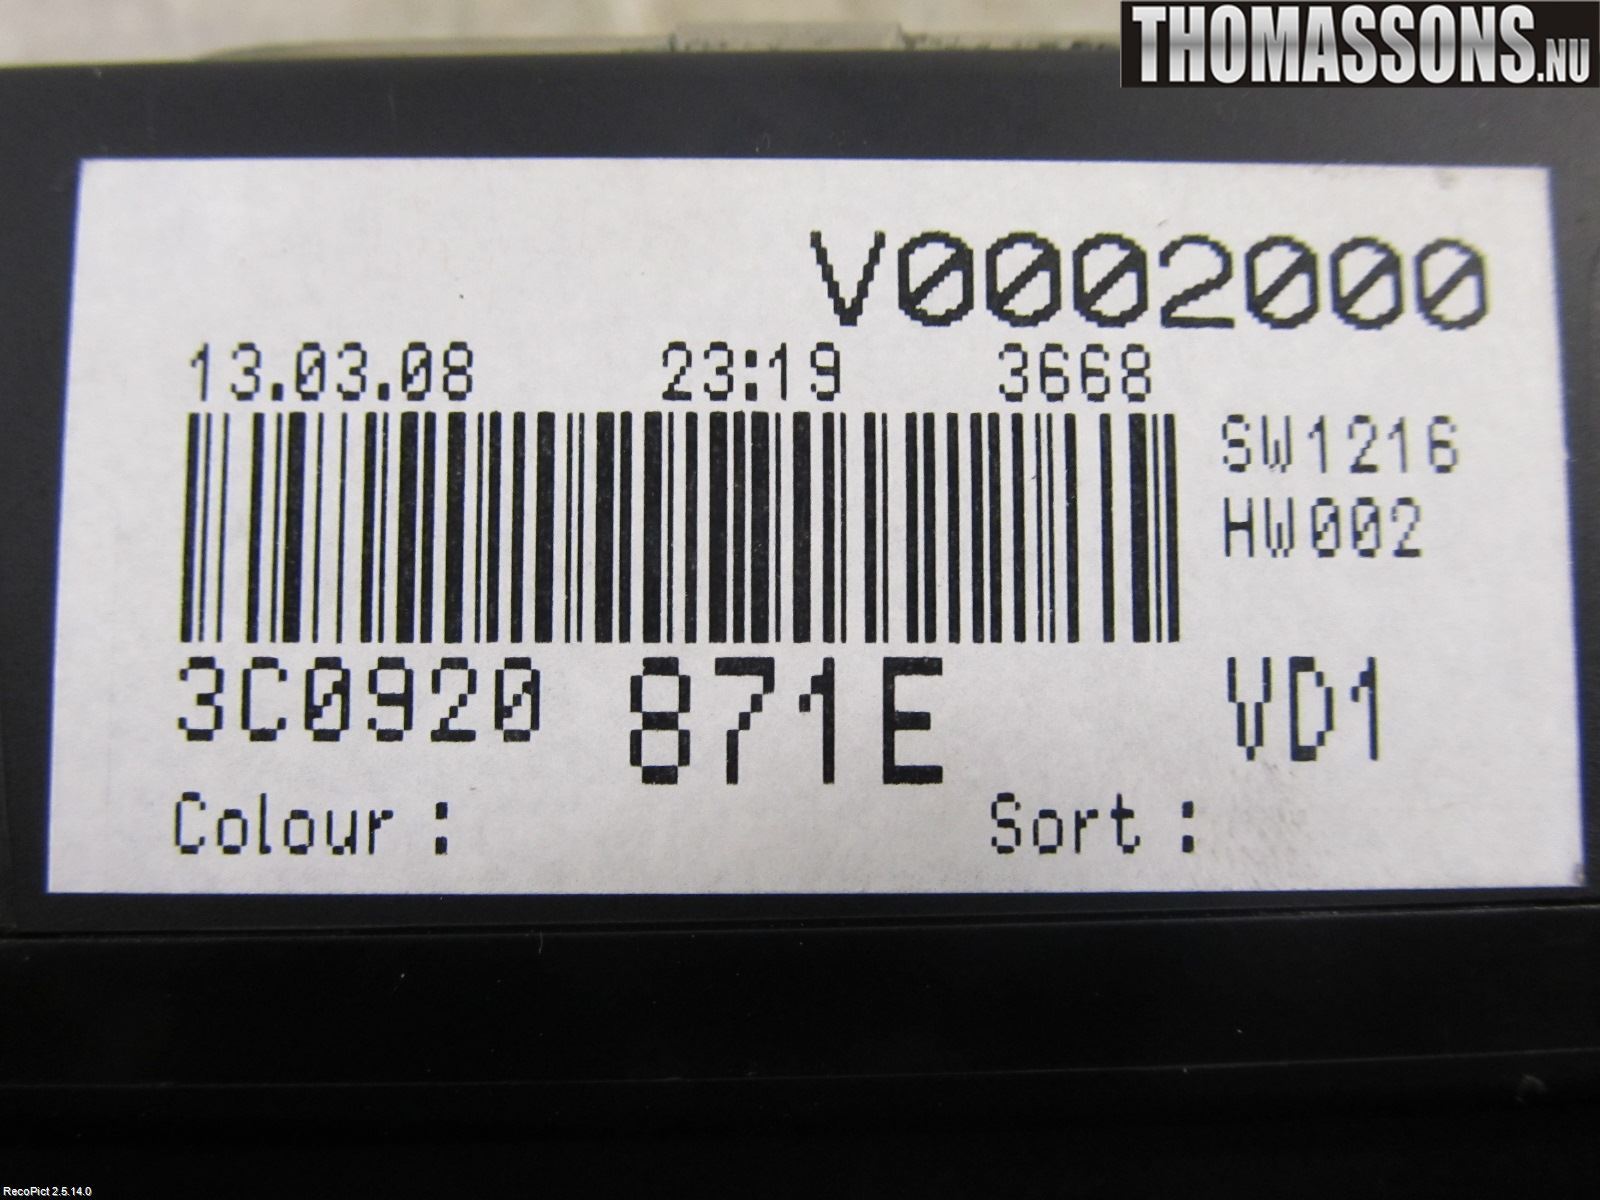 THOMASSONS.NU
V0002000
13.03.08 23:19 3668
SW1216
HW002
3C0920 871E VD1
Colour : Sort :
RecoPict 2.5.14.0